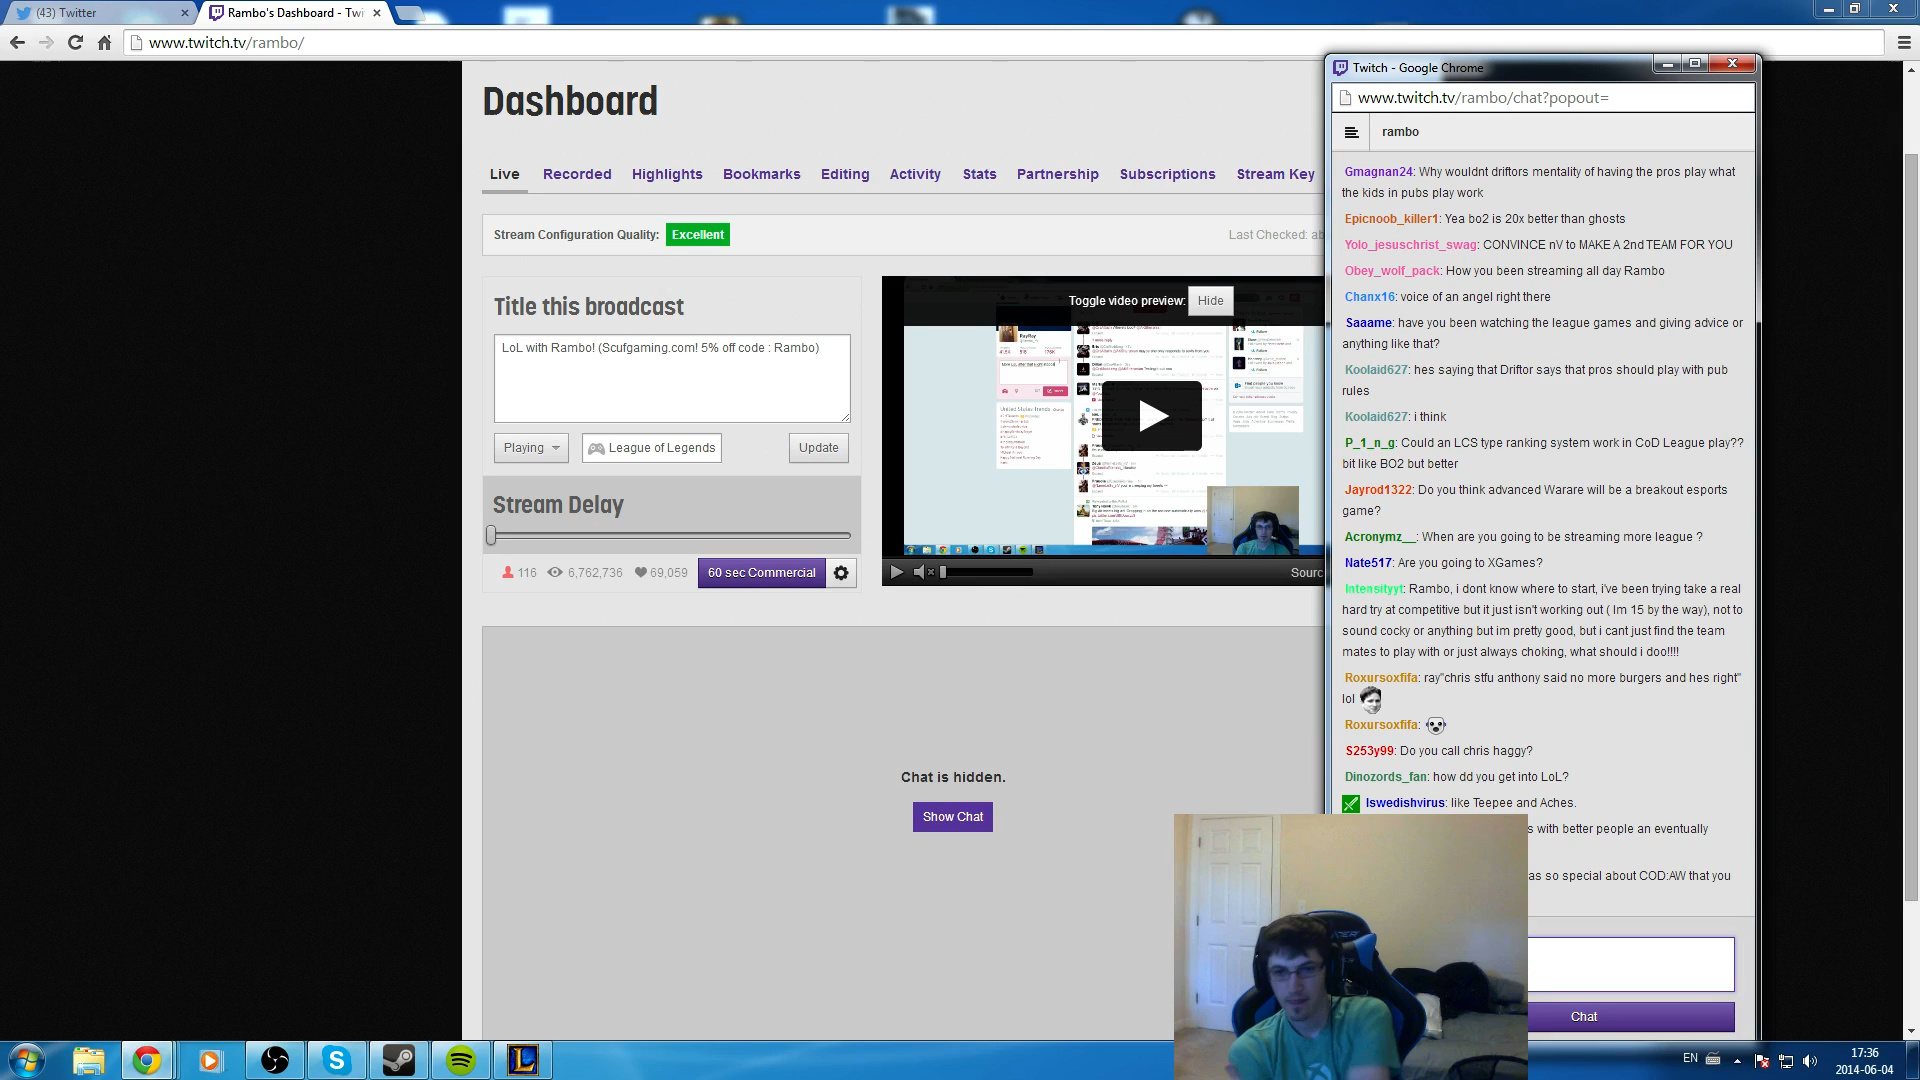 (43) Twitter
Rambo's Dashboard - Twi
www.twitch.tv/rambo/
Dashboard
Live Recorded Highlights Bookmarks Editing Activity Stats Partnership Subscriptions Stream Key
Stream Configuration Quality: Excellent
Last Checked: ab
Title this broadcast
LoL with Rambo! (Scufgaming.com! 5% off code : Rambo)
Playing
League of Legends
Update
Stream Delay
116 6,762,736 69,059
60 sec Commercial
Toggle video preview: Hide
Sourc
Chat is hidden.
Show Chat
Twitch - Google Chrome
www.twitch.tv/rambo/chat?popout=
rambo
Gmagnan24: Why wouldnt driftors mentality of having the pros play what
the kids in pubs play work
Epicnoob_killer1: Yea bo2 is 20x better than ghosts
Yolo_jesuschrist_swag: CONVINCE nV to MAKE A 2nd TEAM FOR YOU
Obey_wolf_pack: How you been streaming all day Rambo
Chanx16: voice of an angel right there
Saaame: have you been watching the league games and giving advice or
anything like that?
Koolaid627: hes saying that Driftor says that pros should play with pub
rules
Koolaid627: i think
P_1_n_g: Could an LCS type ranking system work in CoD League play??
bit like BO2 but better
Jayrod1322: Do you think advanced Warare will be a breakout esports
game?
Acronymz__: When are you going to be streaming more league ?
Nate517: Are you going to XGames?
Intensityyt: Rambo, i dont know where to start, i've been trying take a real
hard try at competitive but it just isn't working out ( Im 15 by the way), not to
sound cocky or anything but im pretty good, but i cant just find the team
mates to play with or just always choking, what should i doo!!!!
Roxursoxfifa: ray"chris stfu anthony said no more burgers and hes right"
lol
Roxursoxfifa:
S253y99: Do you call chris haggy?
Dinozords_fan: how dd you get into LoL?
Iswedishvirus: like Teepee and Aches.
s with better people an eventually
as so special about COD:AW that you
Chat
EN
17:36
2014-06-04